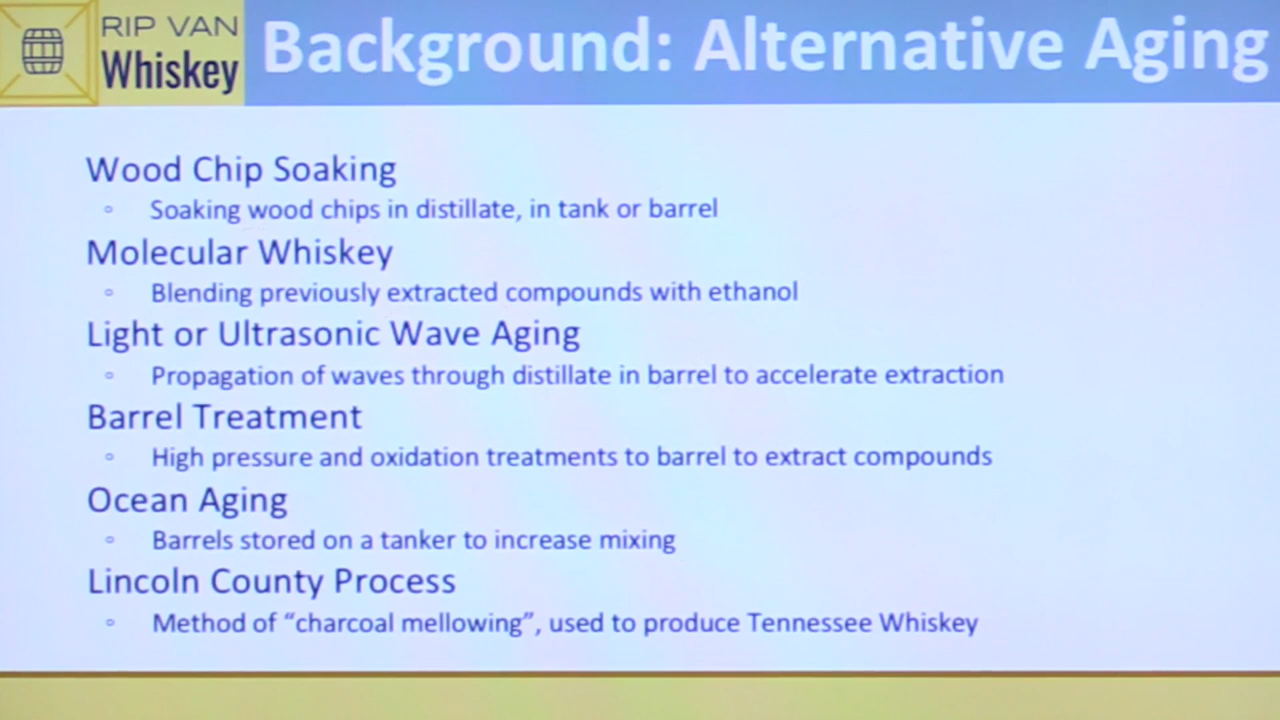 RIP VAN
Whiskey
Background: Alternative Aging
Wood Chip Soaking
◦ Soaking wood chips in distillate, in tank or barrel
Molecular Whiskey
◦ Blending previously extracted compounds with ethanol
Light or Ultrasonic Wave Aging
◦ Propagation of waves through distillate in barrel to accelerate extraction
Barrel Treatment
◦ High pressure and oxidation treatments to barrel to extract compounds
Ocean Aging
◦ Barrels stored on a tanker to increase mixing
Lincoln County Process
◦ Method of “charcoal mellowing”, used to produce Tennessee Whiskey